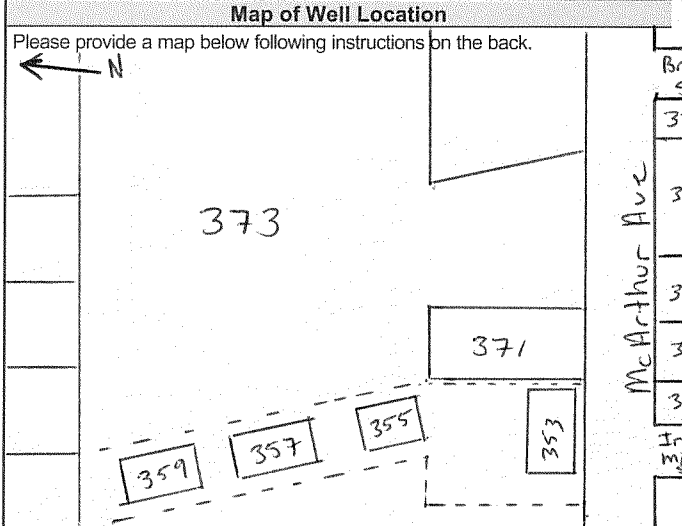 Map of Well Location
Please provide a map below following instructions on the back.
N
373
McArthur Ave
371
355
353
357
359